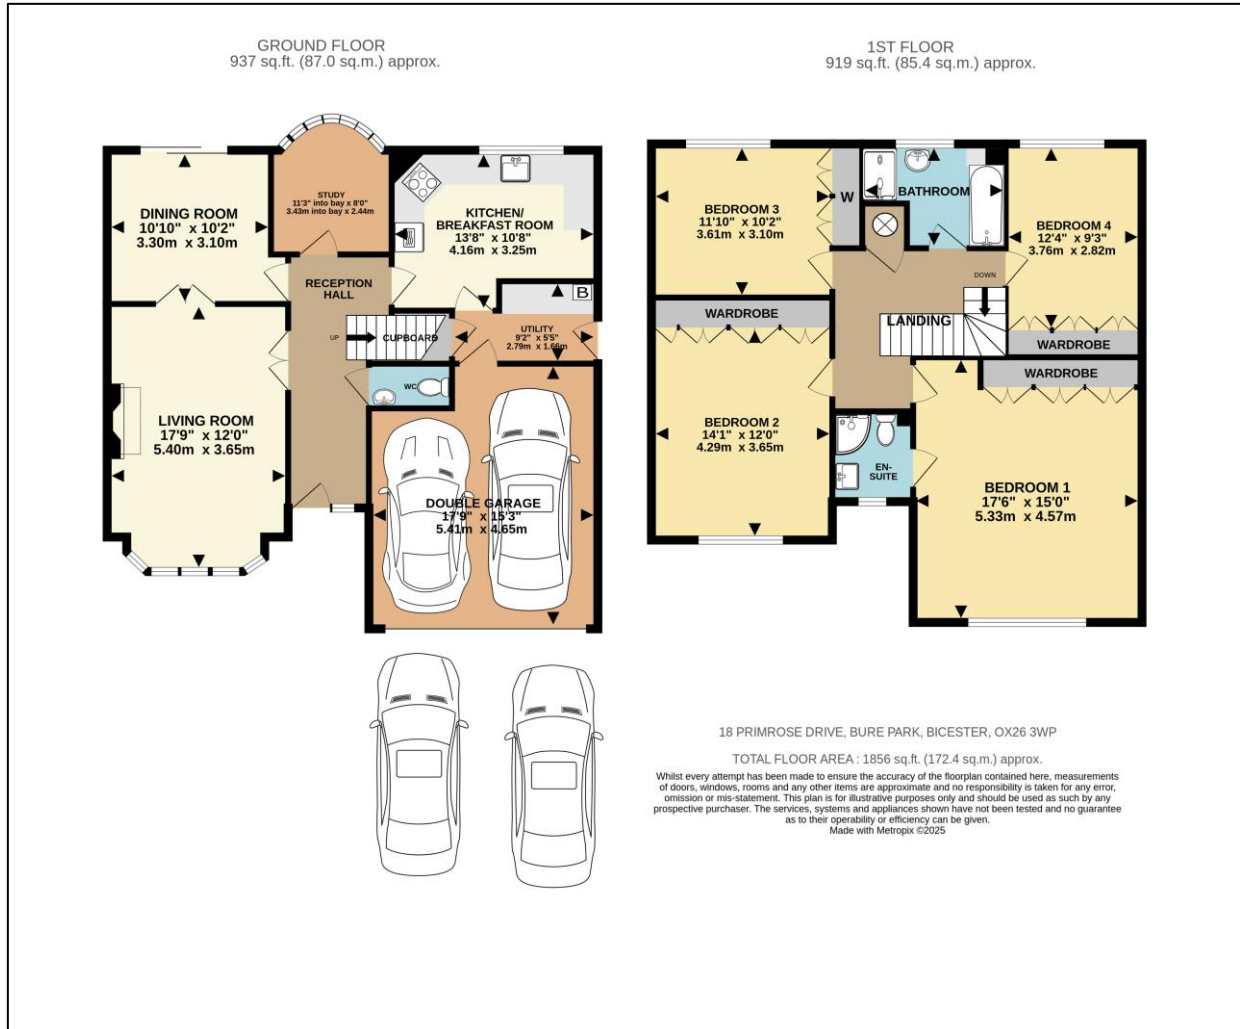 GROUND FLOOR
937 sq.ft. (87.0 sq.m.) approx.
DINING ROOM
10'10" x 10'2"
3.30m x 3.10m
STUDY
11'3" into bay x 8'0"
3.43m into bay x 2.44m
KITCHEN/
BREAKFAST ROOM
13'8" x 10'8"
4.16m x 3.25m
RECEPTION
HALL
UP
CUPBOARD
B
UTILITY
9'2" x 5'5"
2.79m x 1.66m
WC
LIVING ROOM
17'9" x 12'0"
5.40m x 3.65m
DOUBLE GARAGE
17'9" x 15'3"
5.41m x 4.65m
1ST FLOOR
919 sq.ft. (85.4 sq.m.) approx.
BEDROOM 3
11'10" x 10'2"
3.61m x 3.10m
W
BATHROOM
BEDROOM 4
12'4" x 9'3"
3.76m x 2.82m
DOWN
LANDING
WARDROBE
WARDROBE
WARDROBE
BEDROOM 2
14'1" x 12'0"
4.29m x 3.65m
EN-
SUITE
BEDROOM 1
17'6" x 15'0"
5.33m x 4.57m
18 PRIMROSE DRIVE, BURE PARK, BICESTER, OX26 3WP
TOTAL FLOOR AREA : 1856 sq.ft. (172.4 sq.m.) approx.
Whilst every attempt has been made to ensure the accuracy of the floorplan contained here, measurements
of doors, windows, rooms and any other items are approximate and no responsibility is taken for any error,
omission or mis-statement. This plan is for illustrative purposes only and should be used as such by any
prospective purchaser. The services, systems and appliances shown have not been tested and no guarantee
as to their operability or efficiency can be given.
Made with Metropix ©2025